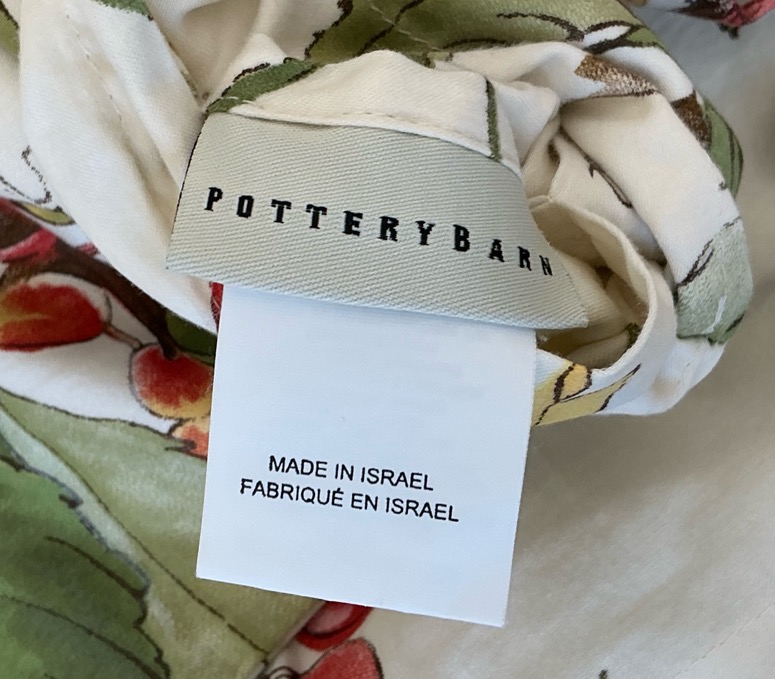 POTTERYBARN
MADE IN ISRAEL
FABRIQUÉ EN ISRAEL